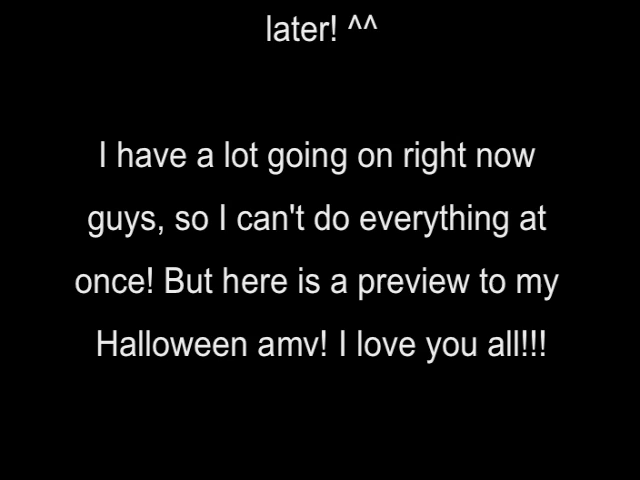 later! ^^
I have a lot going on right now
guys, so I can't do everything at
once! But here is a preview to my
Halloween amv! I love you all!!!